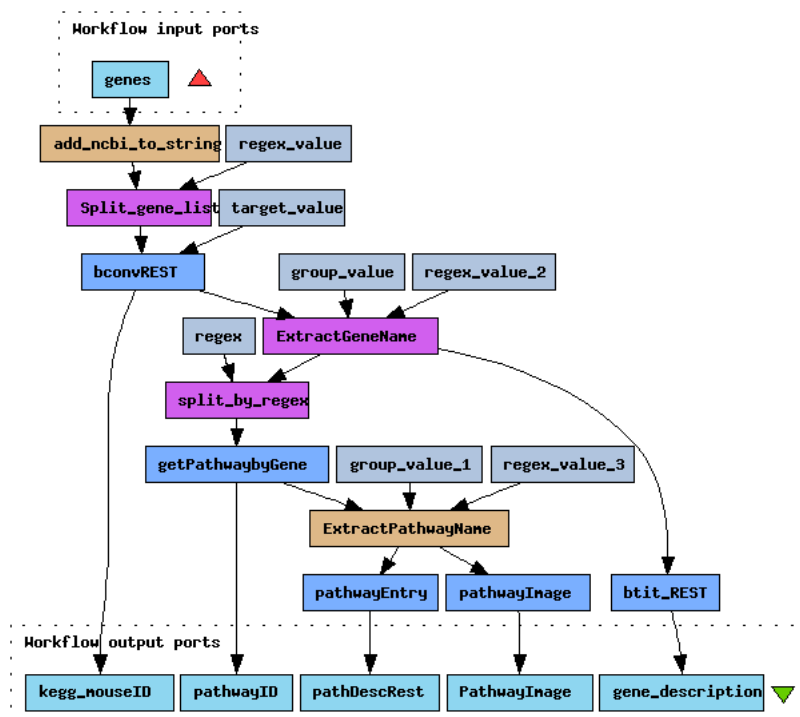 Workflow input ports
genes
add_ncbi_to_string
regex_value
Split_gene_list
target_value
bconvREST
group_value
regex_value_2
regex
ExtractGeneName
split_by_regex
getPathwaybyGene
group_value_1
regex_value_3
ExtractPathwayName
pathwayEntry
pathwayImage
btit_REST
Workflow output ports
kegg_mouseID
pathwayID
pathDescRest
PathwayImage
gene_description